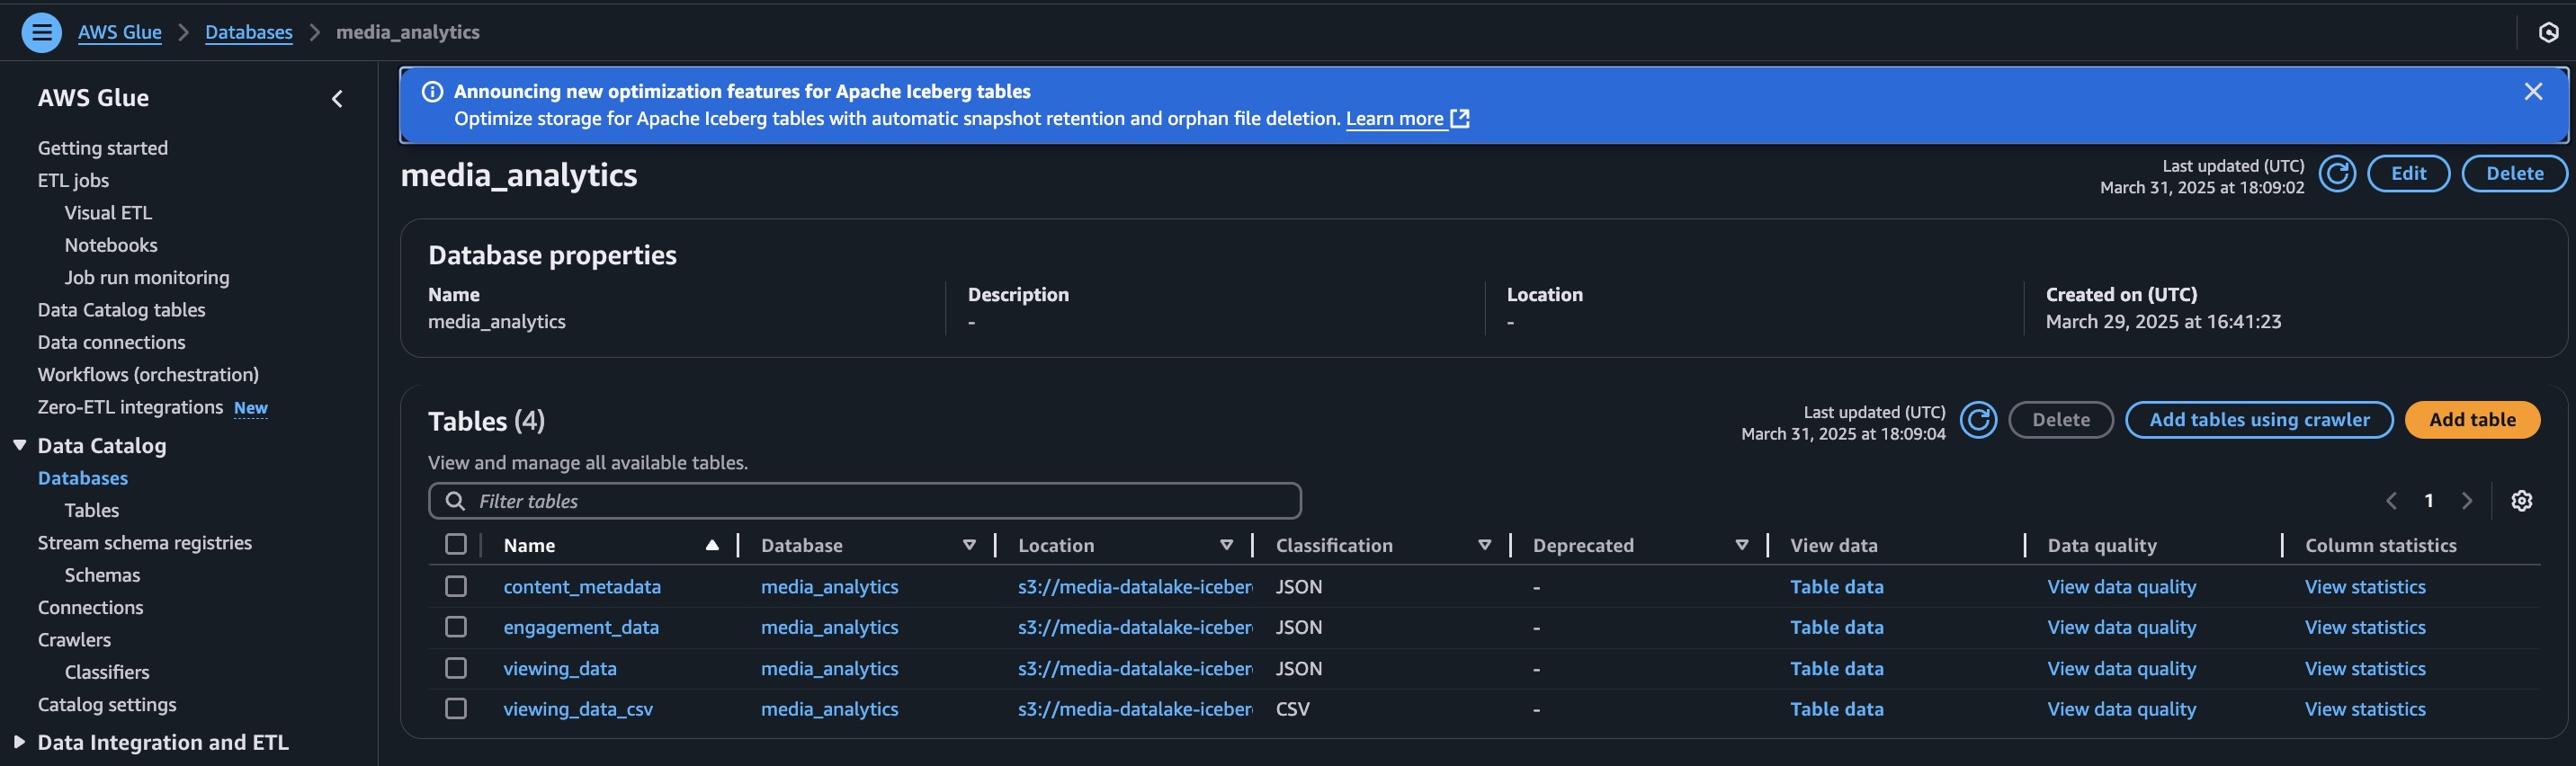 AWS Glue > Databases > media_analytics
AWS Glue
Getting started
ETL jobs
Visual ETL
Notebooks
Job run monitoring
Data Catalog tables
Data connections
Workflows (orchestration)
Zero-ETL integrations New
Data Catalog
Databases
Tables
Stream schema registries
Schemas
Connections
Crawlers
Classifiers
Catalog settings
Data Integration and ETL
Announcing new optimization features for Apache Iceberg tables
Optimize storage for Apache Iceberg tables with automatic snapshot retention and orphan file deletion. Learn more
media_analytics
Last updated (UTC)
March 31, 2025 at 18:09:02
Edit
Delete
Database properties
Name Description Location Created on (UTC)
media_analytics - - March 29, 2025 at 16:41:23
Tables (4)
Last updated (UTC)
March 31, 2025 at 18:09:04
Delete
Add tables using crawler
Add table
View and manage all available tables.
Filter tables
1
Name Database Location Classification Deprecated View data Data quality Column statistics
content_metadata media_analytics s3://media-datalake-iceber JSON - Table data View data quality View statistics
engagement_data media_analytics s3://media-datalake-iceber JSON - Table data View data quality View statistics
viewing_data media_analytics s3://media-datalake-iceber JSON - Table data View data quality View statistics
viewing_data_csv media_analytics s3://media-datalake-iceber CSV - Table data View data quality View statistics